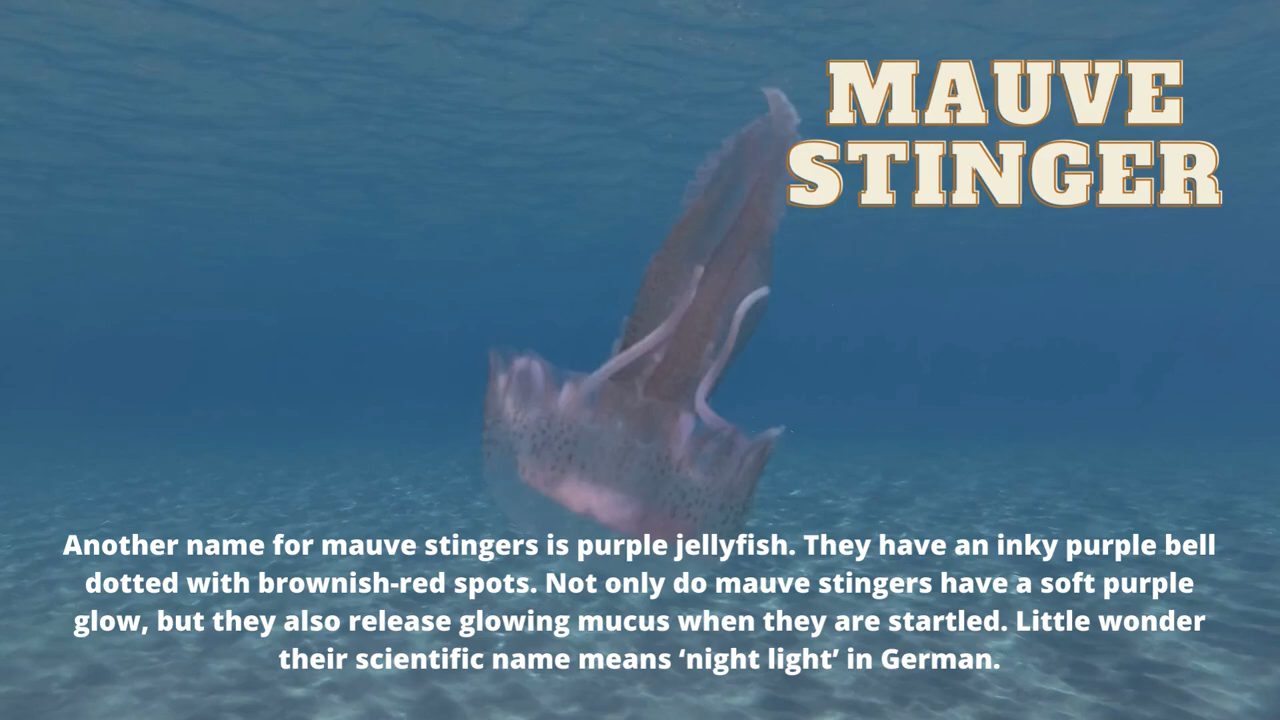 MAUVE
STINGER
Another name for mauve stingers is purple jellyfish. They have an inky purple bell
dotted with brownish-red spots. Not only do mauve stingers have a soft purple
glow, but they also release glowing mucus when they are startled. Little wonder
their scientific name means ‘night light’ in German.